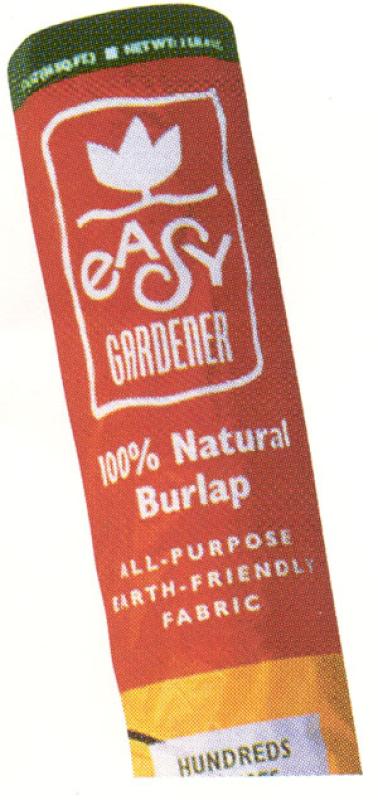 easy
GARDENER
100% Natural
Burlap
ALL-PURPOSE
EARTH-FRIENDLY
FABRIC
HUNDREDS